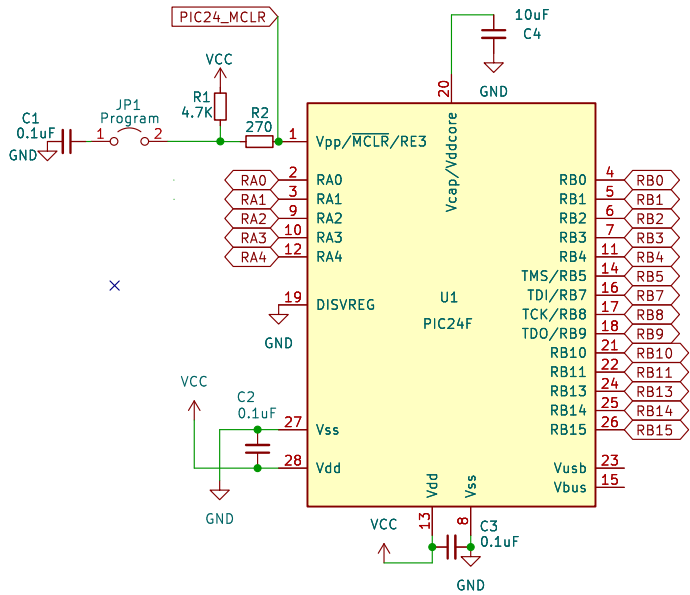 PIC24_MCLR
10uF
C4
VCC
GND
20
R1
4.7K
R2
270
JP1
Program
C1
0.1uF
GND
1
2
1
Vpp/MCLR/RE3
Vcap/Vddcore
RA0 2 RA0
RA1 3 RA1
RA2 9 RA2
RA3 10 RA3
RA4 12 RA4
RB0 4 RB0
RB1 5 RB1
RB2 6 RB2
RB3 7 RB3
RB4 11 RB4
TMS/RB5 14 RB5
TDI/RB7 16 RB7
TCK/RB8 17 RB8
TDO/RB9 18 RB9
RB10 21 RB10
RB11 22 RB11
RB13 24 RB13
RB14 25 RB14
RB15 26 RB15
19 DISVREG
GND
U1
PIC24F
VCC
C2
0.1uF
27 Vss
28 Vdd
GND
Vusb 23
Vbus 15
Vdd
Vss
13
8
VCC
C3
0.1uF
GND